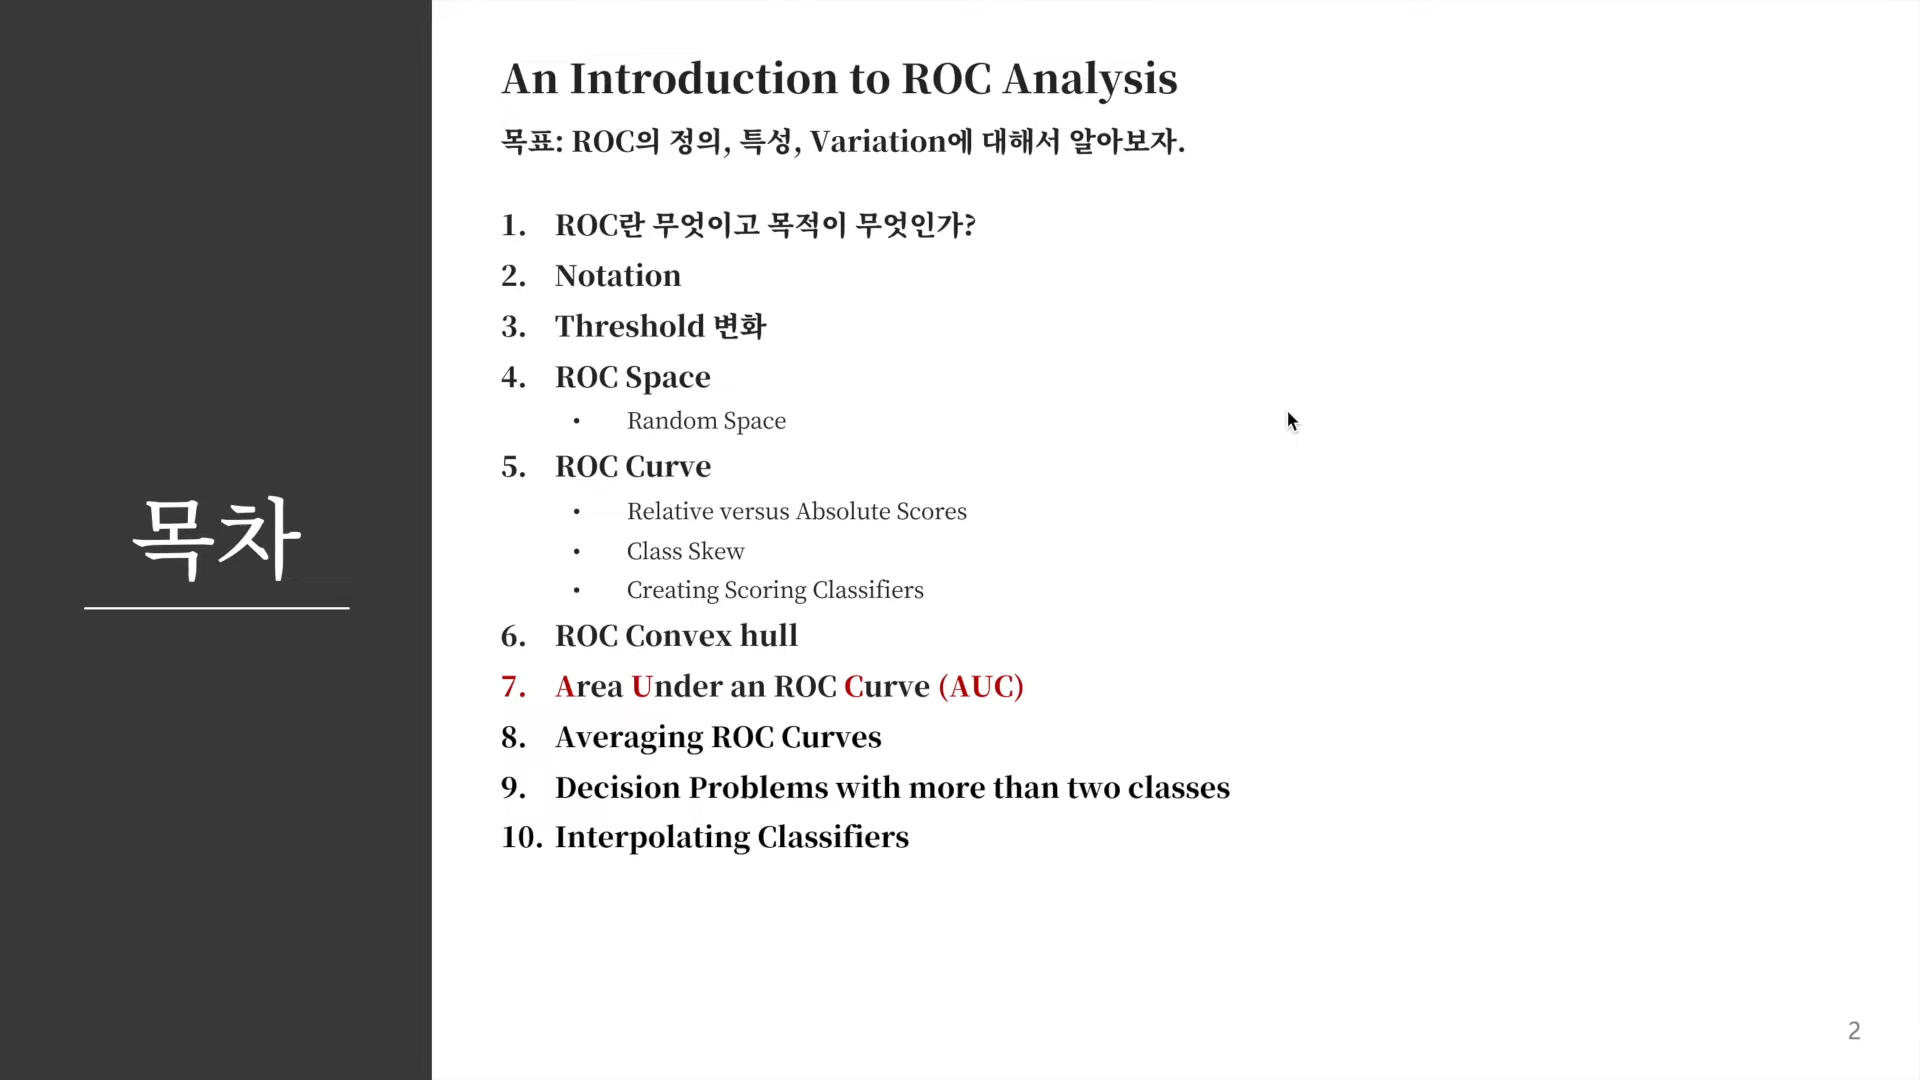 목차
An Introduction to ROC Analysis
목표: ROC의 정의, 특성, Variation에 대해서 알아보자.
1. ROC란 무엇이고 목적이 무엇인가?
2. Notation
3. Threshold 변화
4. ROC Space
• Random Space
5. ROC Curve
• Relative versus Absolute Scores
• Class Skew
• Creating Scoring Classifiers
6. ROC Convex hull
7. Area Under an ROC Curve (AUC)
8. Averaging ROC Curves
9. Decision Problems with more than two classes
10. Interpolating Classifiers
2